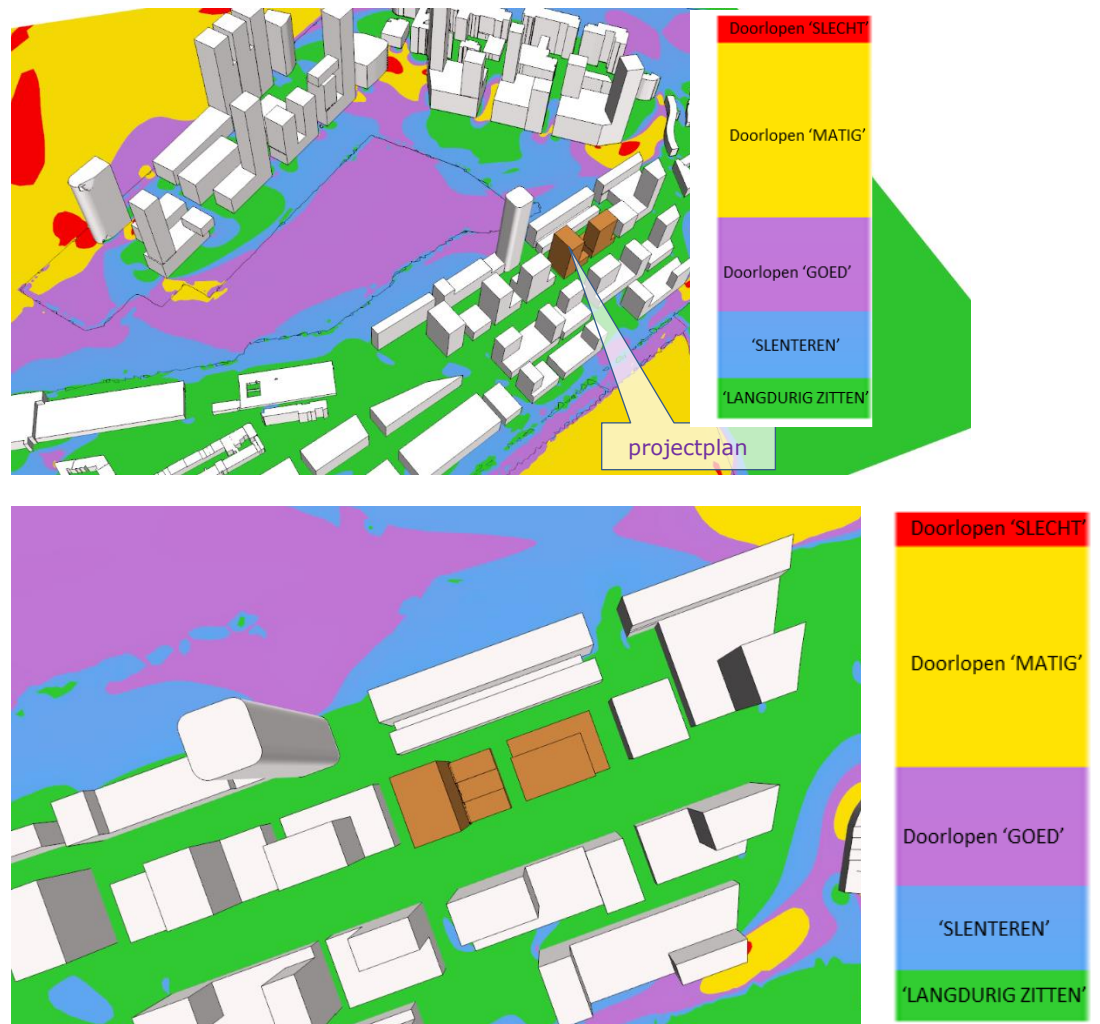 Doorlopen 'SLECHT'
Doorlopen 'MATIG'
Doorlopen 'GOED'
'SLENTEREN'
'LANGDURIG ZITTEN'
projectplan
Doorlopen 'SLECHT'
Doorlopen 'MATIG'
Doorlopen 'GOED'
'SLENTEREN'
'LANGDURIG ZITTEN'